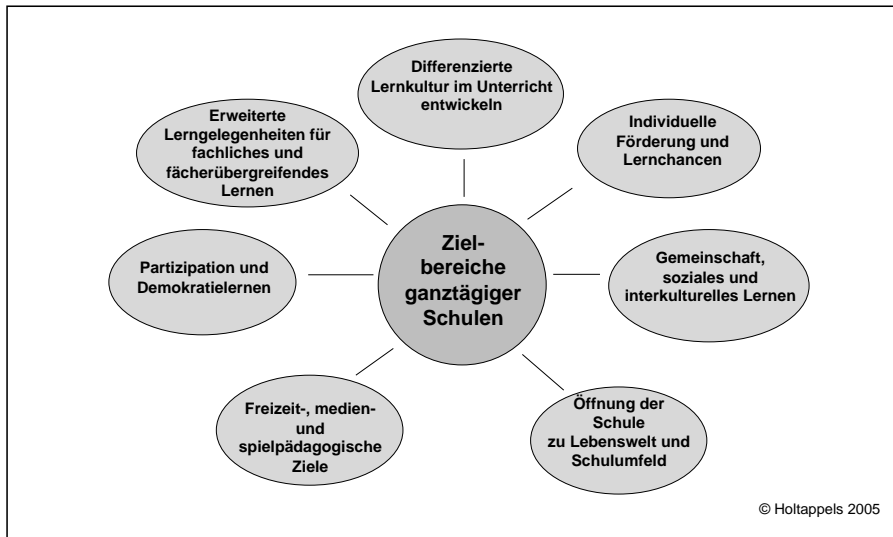 Differenzierte
Lernkultur im Unterricht
entwickeln
Individuelle
Förderung und
Lernchancen
Gemeinschaft,
soziales und
interkulturelles Lernen
Öffnung der
Schule
zu Lebenswelt und
Schulumfeld
Freizeit-, medien-
und
spielpädagogische
Ziele
Partizipation und
Demokratielernen
Erweiterte
Lerngelegenheiten für
fachliches und
fächerübergreifendes
Lernen
Ziel-
bereiche
ganztägiger
Schulen
© Holtappels 2005